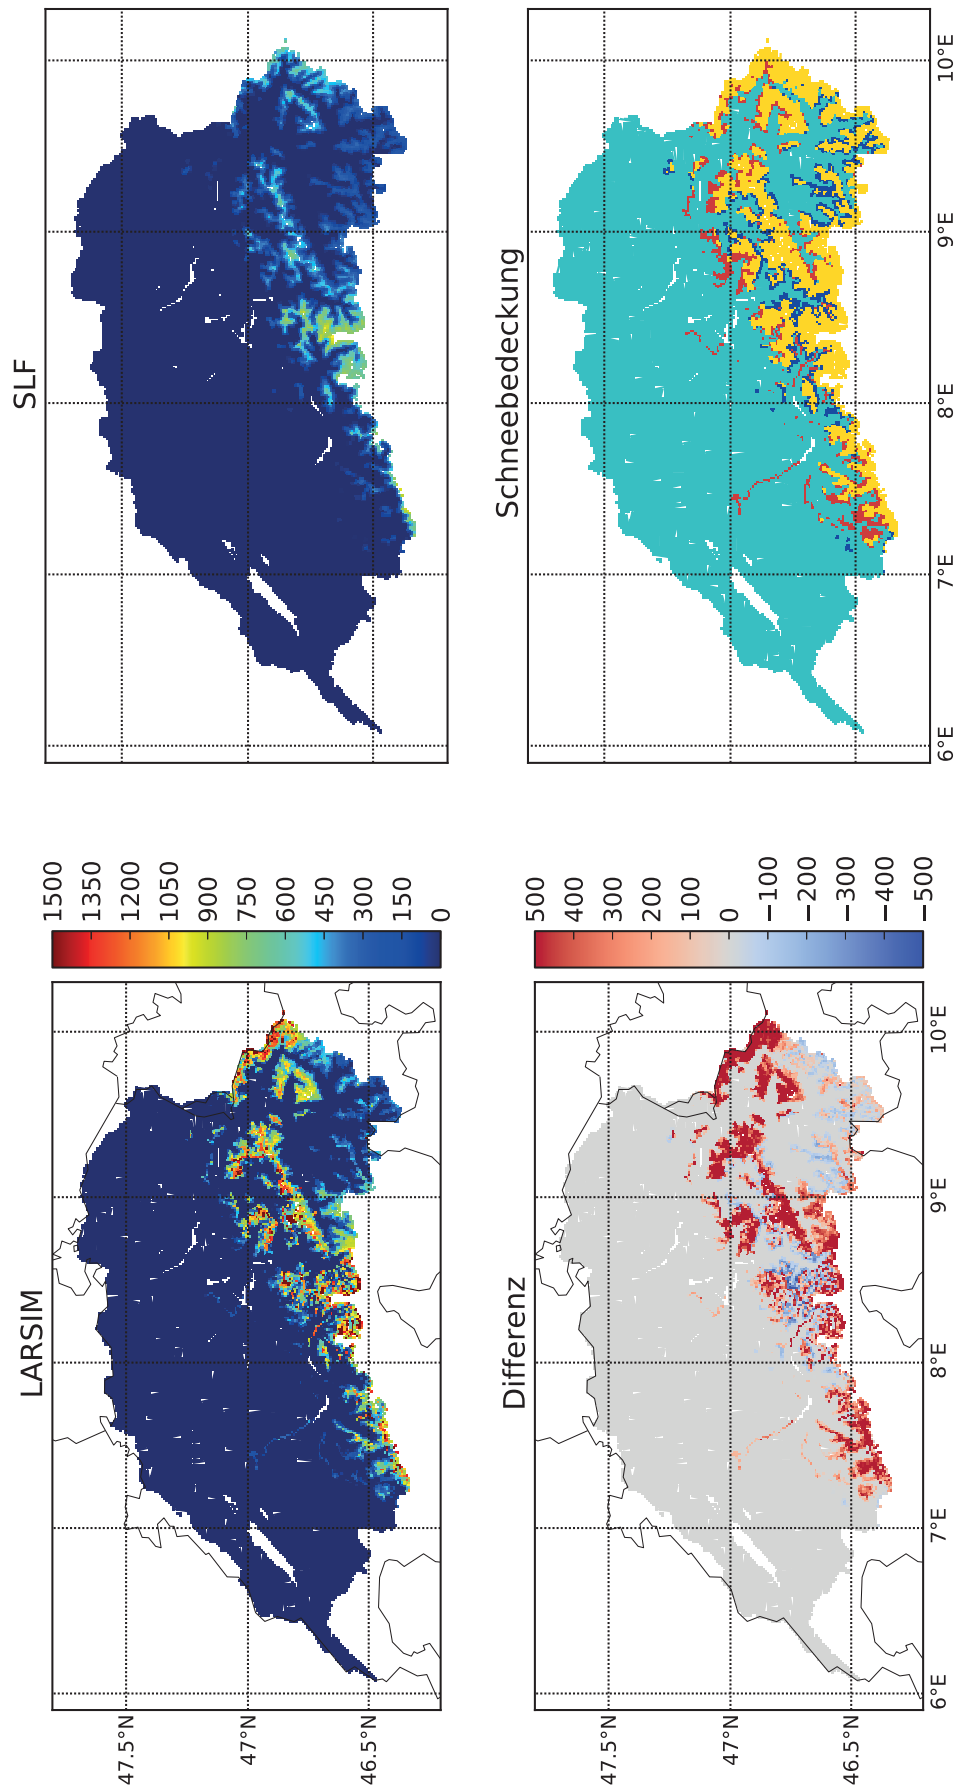 LARSIM
SLF
1500
1350
1200
1050
900
750
600
450
300
150
0
47.5°N
47°N
46.5°N
Differenz
Schneebedeckung
500
400
300
200
100
0
−100
−200
−300
−400
−500
6°E
7°E
8°E
9°E
10°E
6°E
7°E
8°E
9°E
10°E
47.5°N
47°N
46.5°N